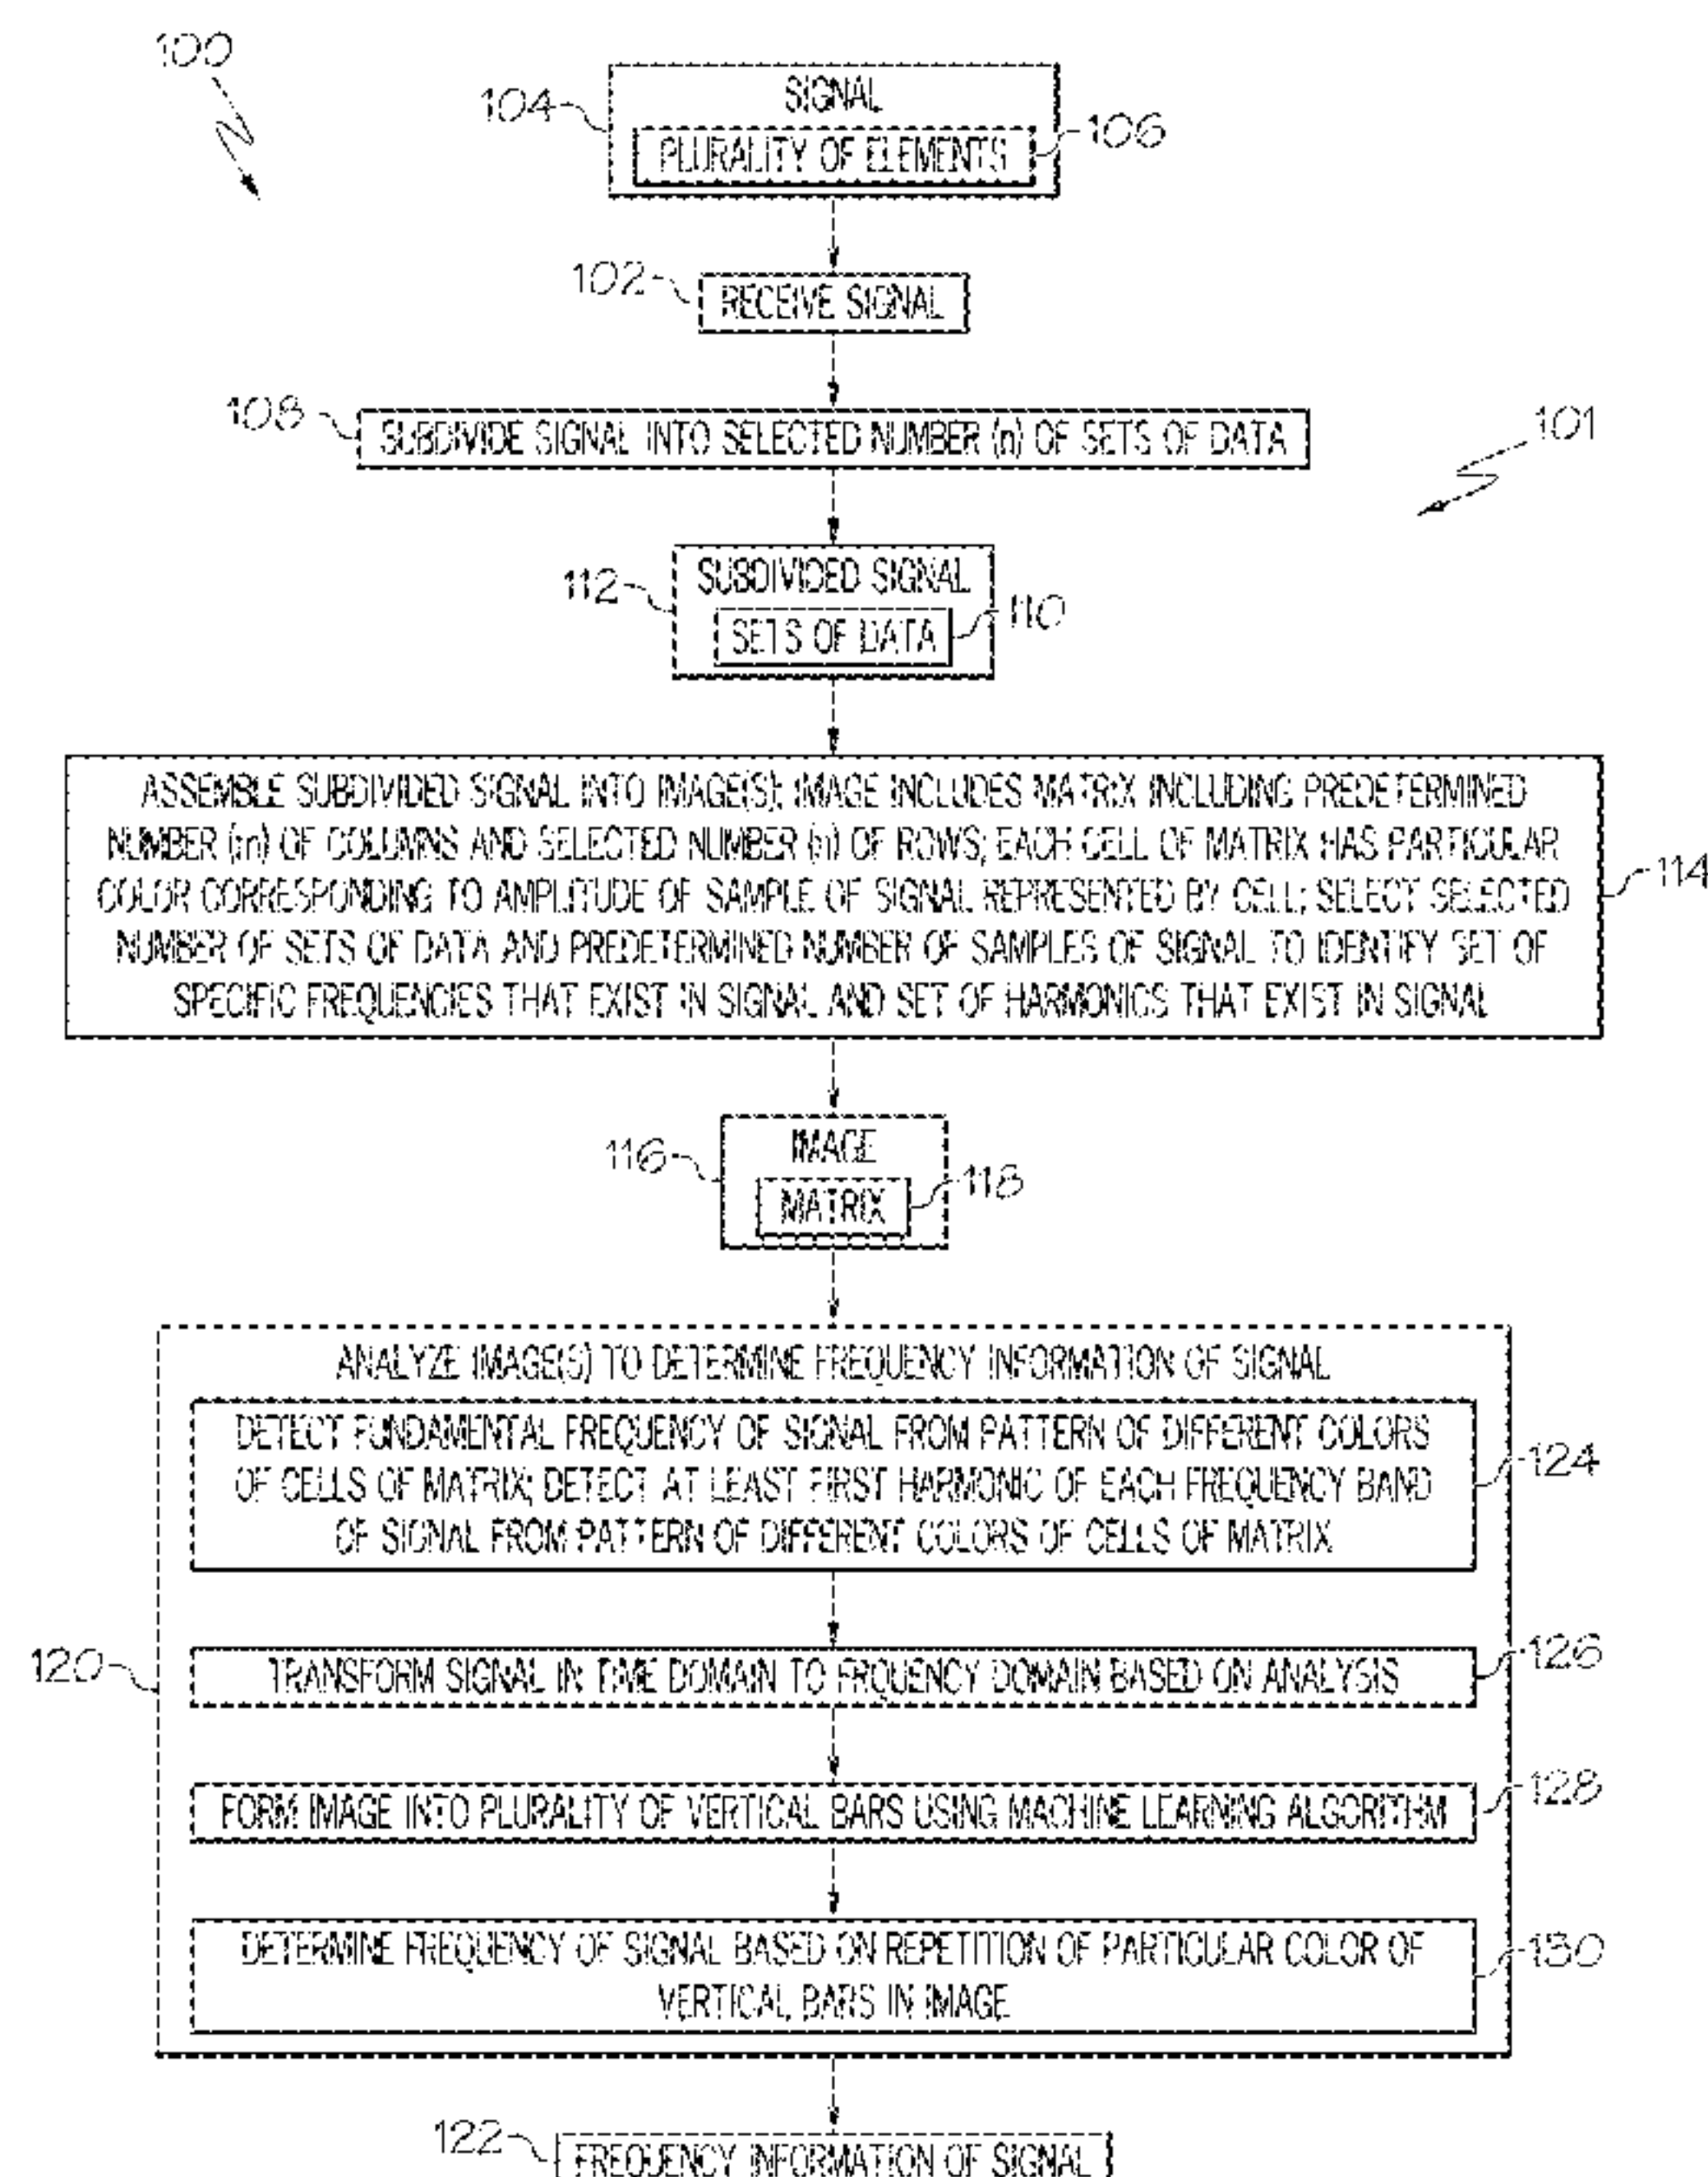 100
104
SIGNAL
PLURALITY OF ELEMENTS
106
102
RECEIVE SIGNAL
108
SUBDIVIDE SIGNAL INTO SELECTED NUMBER (n) OF SETS OF DATA
101
112
SUBDIVIDED SIGNAL
SETS OF DATA
110
ASSEMBLE SUBDIVIDED SIGNAL INTO IMAGE(S); IMAGE INCLUDES MATRIX INCLUDING PREDETERMINED
NUMBER (m) OF COLUMNS AND SELECTED NUMBER (n) OF ROWS; EACH CELL OF MATRIX HAS PARTICULAR
COLOR CORRESPONDING TO AMPLITUDE OF SAMPLE OF SIGNAL REPRESENTED BY CELL; SELECT SELECTED
NUMBER OF SETS OF DATA AND PREDETERMINED NUMBER OF SAMPLES OF SIGNAL TO IDENTIFY SET OF
SPECIFIC FREQUENCIES THAT EXIST IN SIGNAL AND SET OF HARMONICS THAT EXIST IN SIGNAL
114
116
IMAGE
MATRIX
118
ANALYZE IMAGE(S) TO DETERMINE FREQUENCY INFORMATION OF SIGNAL
DETECT FUNDAMENTAL FREQUENCY OF SIGNAL FROM PATTERN OF DIFFERENT COLORS
OF CELLS OF MATRIX; DETECT AT LEAST FIRST HARMONIC OF EACH FREQUENCY BAND
OF SIGNAL FROM PATTERN OF DIFFERENT COLORS OF CELLS OF MATRIX
124
120
TRANSFORM SIGNAL IN TIME DOMAIN TO FRQUENCY DOMAIN BASED ON ANALYSIS
126
FORM IMAGE INTO PLURALITY OF VERTICAL BARS USING MACHINE LEARNING ALGORITHM
128
DETERMINE FREQUENCY OF SIGNAL BASED ON REPETITION OF PARTICULAR COLOR OF
VERTICAL BARS IN IMAGE
130
122
FREQUENCY INFORMATION OF SIGNAL